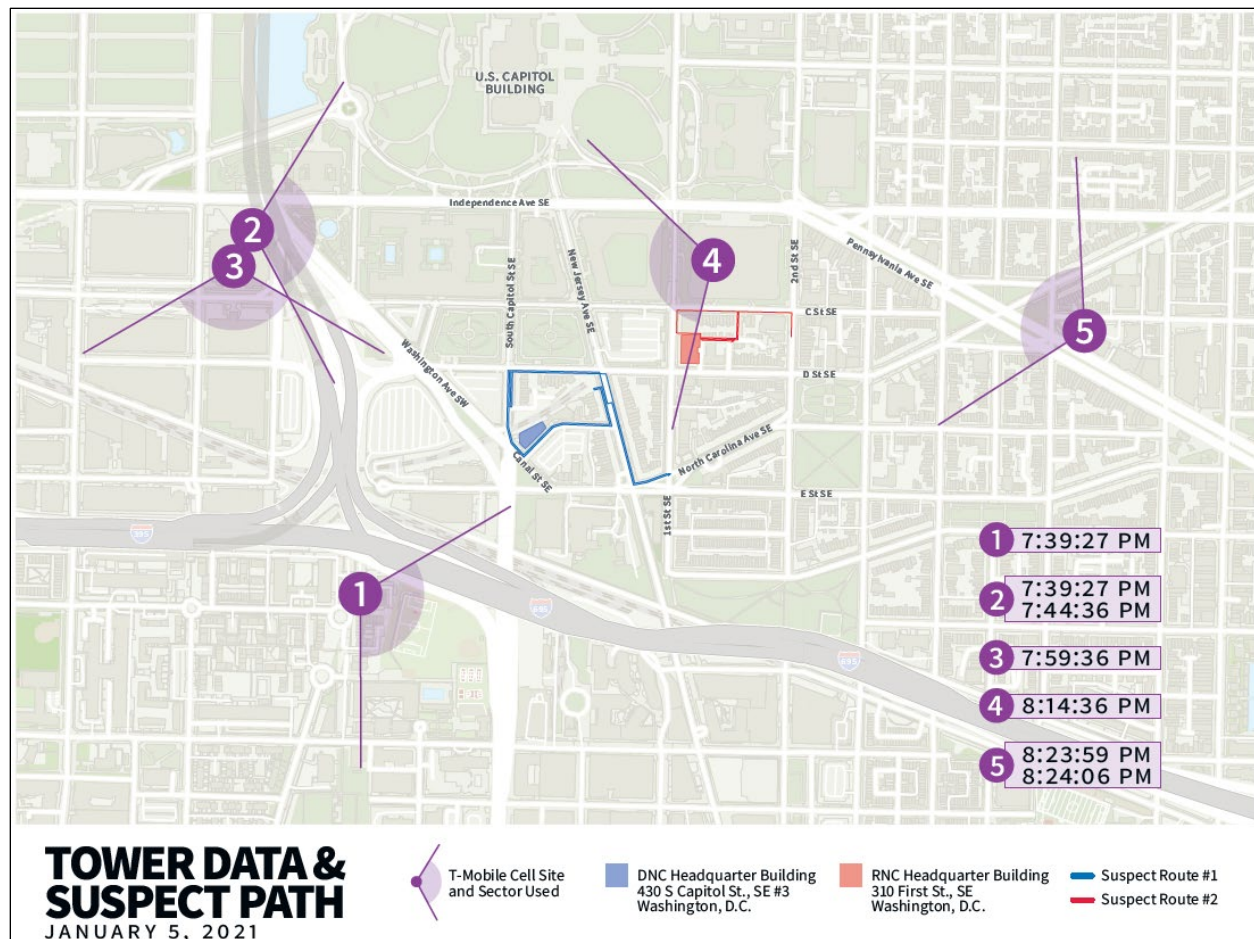 U.S. CAPITOL
BUILDING
Independence Ave SE
2
3
4
5
South Capitol St SE
New Jersey Ave SE
2nd St SE
Pennsylvania Ave SE
C St SE
Washington Ave SW
D St SE
North Carolina Ave SE
Canal St SE
E St SE
1st St SE
395
695
695
1
1 7:39:27 PM
2 7:39:27 PM
7:44:36 PM
3 7:59:36 PM
4 8:14:36 PM
5 8:23:59 PM
8:24:06 PM
TOWER DATA &
SUSPECT PATH
JANUARY 5, 2021
T-Mobile Cell Site
and Sector Used
DNC Headquarter Building
430 S Capitol St., SE #3
Washington, D.C.
RNC Headquarter Building
310 First St., SE
Washington, D.C.
Suspect Route #1
Suspect Route #2